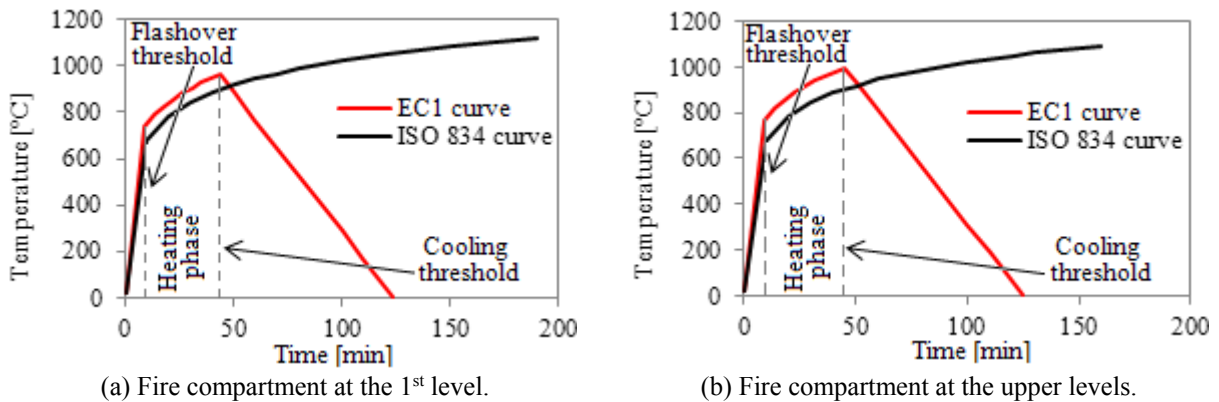 1200
1000
800
600
400
200
0
Temperature [ºC]
Flashover
threshold
EC1 curve
ISO 834 curve
Heating
phase
Cooling
threshold
0
50
100
150
200
Time [min]
(a) Fire compartment at the 1st level.
1200
1000
800
600
400
200
0
Temperature [ºC]
Flashover
threshold
EC1 curve
ISO 834 curve
Heating
phase
Cooling
threshold
0
50
100
150
200
Time [min]
(b) Fire compartment at the upper levels.